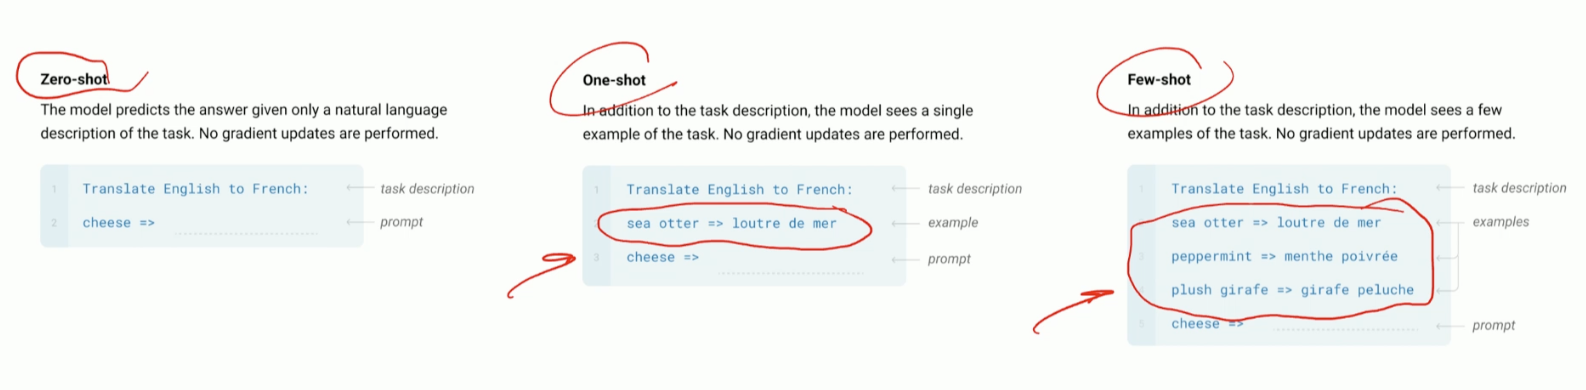 Zero-shot
The model predicts the answer given only a natural language
description of the task. No gradient updates are performed.
1 Translate English to French: task description
2 cheese => prompt
One-shot
In addition to the task description, the model sees a single
example of the task. No gradient updates are performed.
1 Translate English to French: task description
sea otter => loutre de mer example
3 cheese => prompt
Few-shot
In addition to the task description, the model sees a few
examples of the task. No gradient updates are performed.
1 Translate English to French: task description
sea otter => loutre de mer examples
3 peppermint => menthe poivrée
plush girafe => girafe peluche
5 cheese => prompt